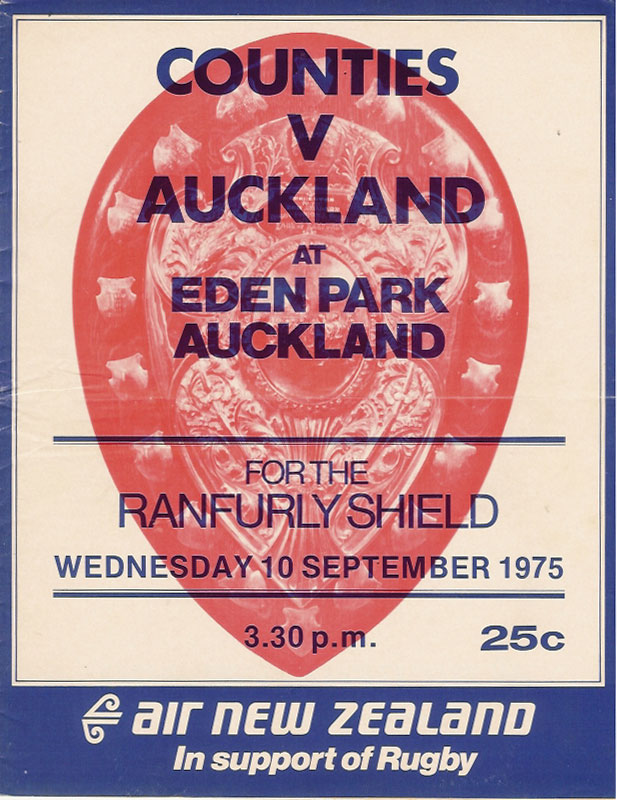 COUNTIES
V
AUCKLAND
AT
EDEN PARK
AUCKLAND
FOR THE
RANFURLY SHIELD
WEDNESDAY 10 SEPTEMBER 1975
3.30 p.m. 25c
air new zealand
In support of Rugby